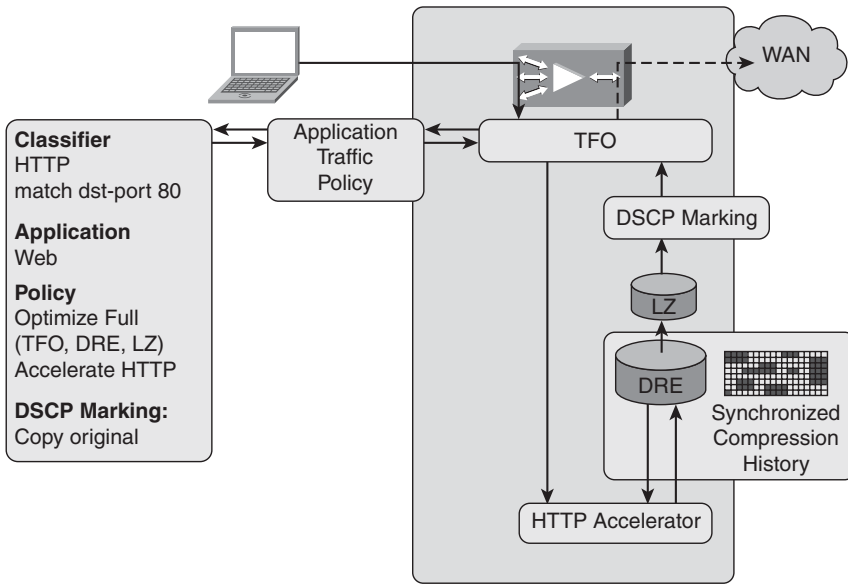 WAN
Classifier
HTTP
match dst-port 80
Application
Web
Policy
Optimize Full
(TFO, DRE, LZ)
Accelerate HTTP
DSCP Marking:
Copy original
Application
Traffic
Policy
TFO
DSCP Marking
LZ
DRE
Synchronized
Compression
History
HTTP Accelerator